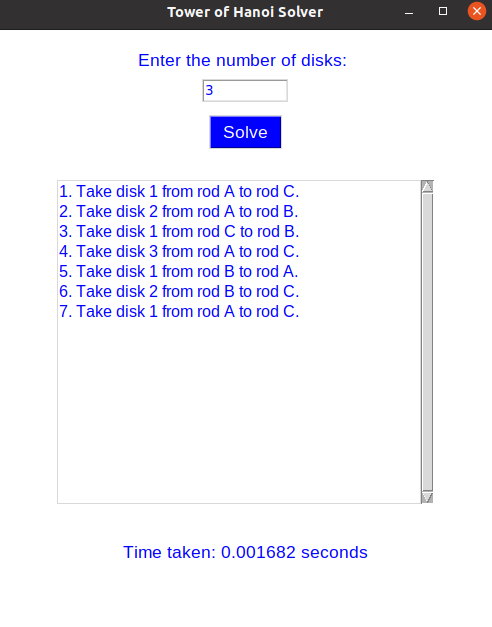 Tower of Hanoi Solver
Enter the number of disks:
3
Solve
1. Take disk 1 from rod A to rod C.
2. Take disk 2 from rod A to rod B.
3. Take disk 1 from rod C to rod B.
4. Take disk 3 from rod A to rod C.
5. Take disk 1 from rod B to rod A.
6. Take disk 2 from rod B to rod C.
7. Take disk 1 from rod A to rod C.
Time taken: 0.001682 seconds